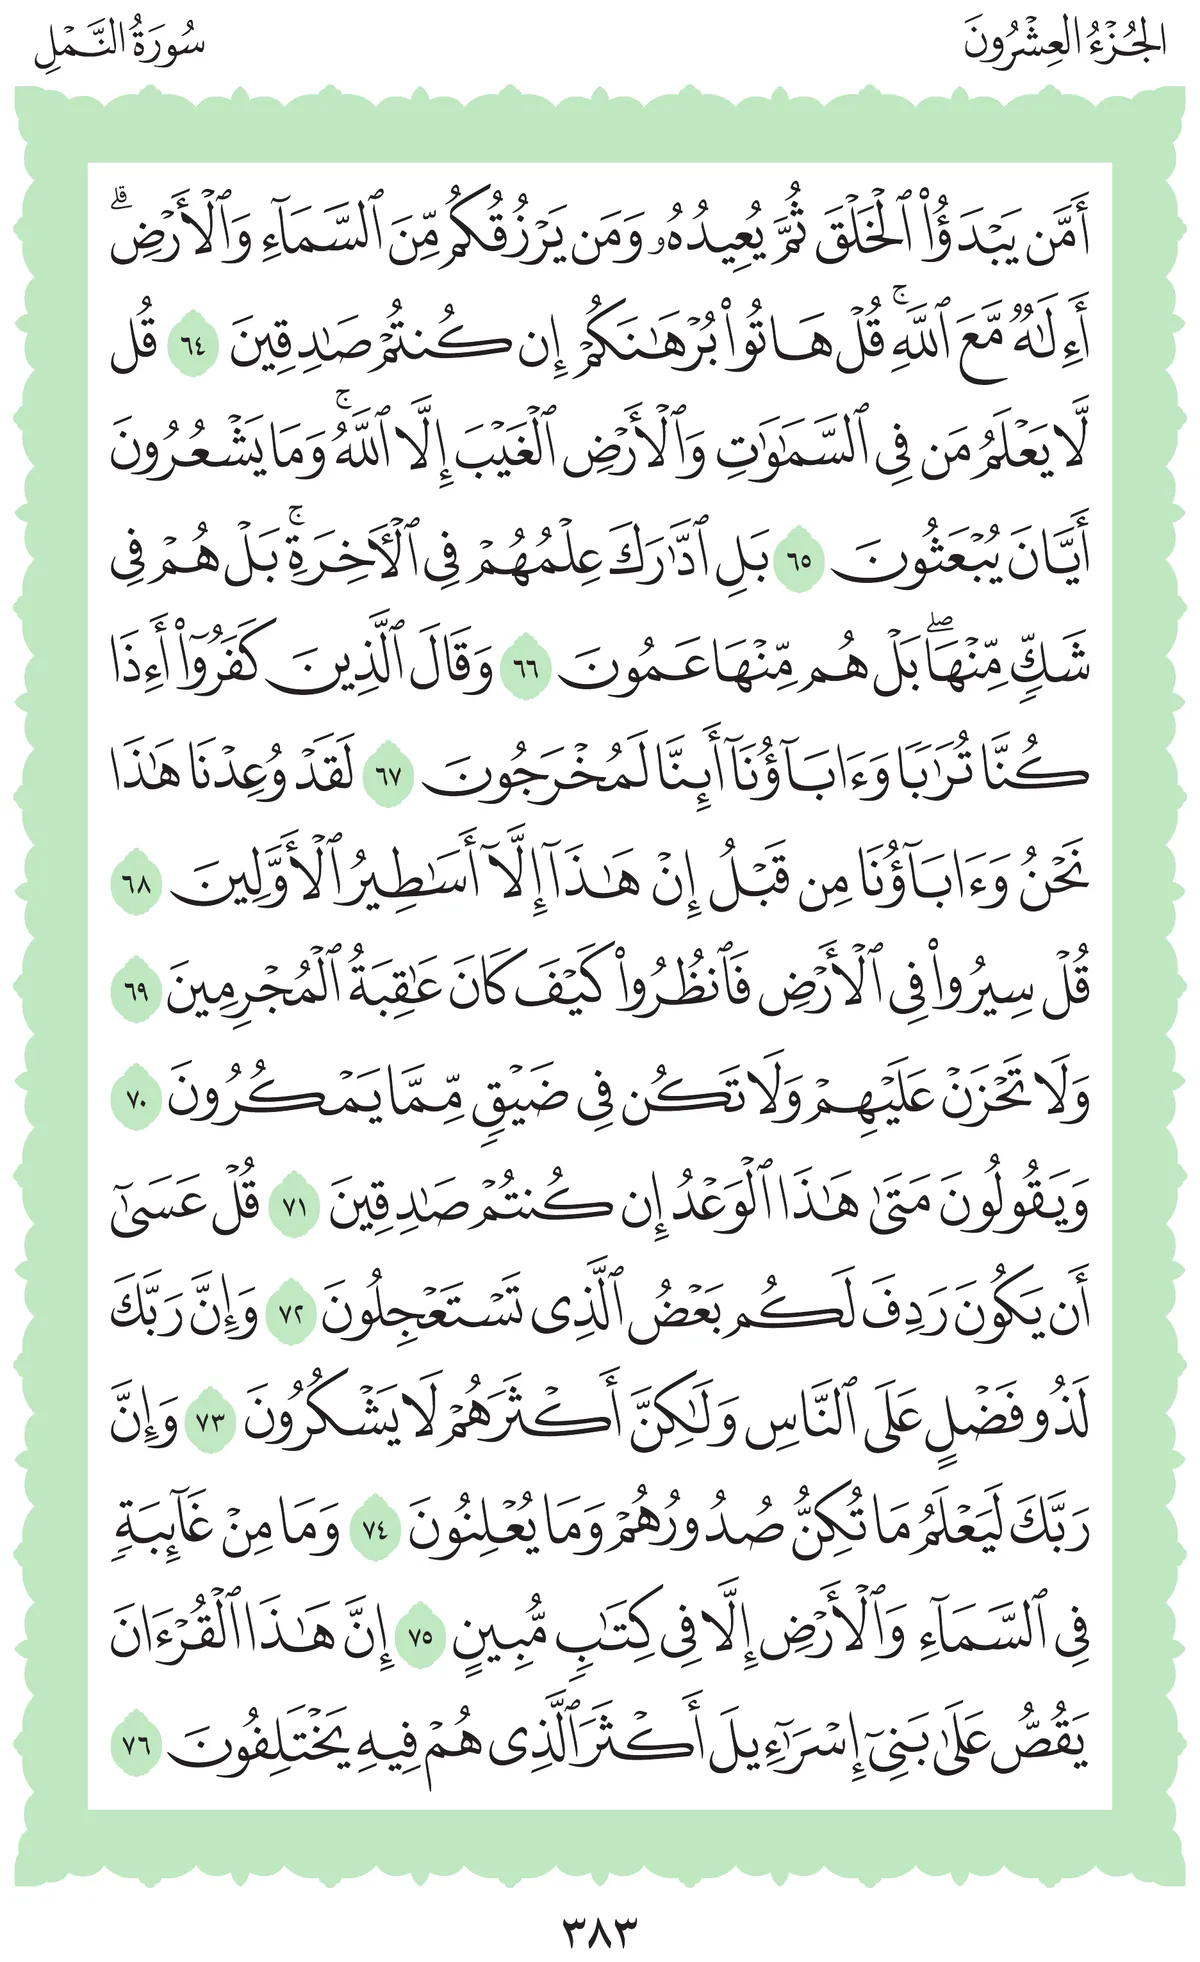 الجُزْءُ العِشْرُونَ
سُورَةُ النَّمْلِ
أَمَّن يَبْدَؤُاْ ٱلْخَلْقَ ثُمَّ يُعِيدُهُۥ وَمَن يَرْزُقُكُم مِّنَ ٱلسَّمَآءِ وَٱلْأَرْضِۗ
أَءِلَٰهٌ مَّعَ ٱللَّهِۚ قُلْ هَاتُواْ بُرْهَٰنَكُمْ إِن كُنتُمْ صَٰدِقِينَ ٦٤ قُل
لَّا يَعْلَمُ مَن فِى ٱلسَّمَٰوَٰتِ وَٱلْأَرْضِ ٱلْغَيْبَ إِلَّا ٱللَّهُۚ وَمَا يَشْعُرُونَ
أَيَّانَ يُبْعَثُونَ ٦٥ بَلِ ٱدَّٰرَكَ عِلْمُهُمْ فِى ٱلْأٓخِرَةِۚ بَلْ هُمْ فِى
شَكٍّ مِّنْهَاۖ بَلْ هُم مِّنْهَا عَمُونَ ٦٦ وَقَالَ ٱلَّذِينَ كَفَرُوٓاْ أَءِذَا
كُنَّا تُرَٰبًا وَءَابَآؤُنَآ أَئِنَّا لَمُخْرَجُونَ ٦٧ لَقَدْ وُعِدْنَا هَٰذَا
نَحْنُ وَءَابَآؤُنَا مِن قَبْلُ إِنْ هَٰذَآ إِلَّآ أَسَٰطِيرُ ٱلْأَوَّلِينَ ٦٨
قُلْ سِيرُواْ فِى ٱلْأَرْضِ فَٱنظُرُواْ كَيْفَ كَانَ عَٰقِبَةُ ٱلْمُجْرِمِينَ ٦٩
وَلَا تَحْزَنْ عَلَيْهِمْ وَلَا تَكُن فِى ضَيْقٍ مِّمَّا يَمْكُرُونَ ٧٠
وَيَقُولُونَ مَتَىٰ هَٰذَا ٱلْوَعْدُ إِن كُنتُمْ صَٰدِقِينَ ٧١ قُلْ عَسَىٰٓ
أَن يَكُونَ رَدِفَ لَكُم بَعْضُ ٱلَّذِى تَسْتَعْجِلُونَ ٧٢ وَإِنَّ رَبَّكَ
لَذُو فَضْلٍ عَلَى ٱلنَّاسِ وَلَٰكِنَّ أَكْثَرَهُمْ لَا يَشْكُرُونَ ٧٣ وَإِنَّ
رَبَّكَ لَيَعْلَمُ مَا تُكِنُّ صُدُورُهُمْ وَمَا يُعْلِنُونَ ٧٤ وَمَا مِنْ غَآئِبَةٍ
فِى ٱلسَّمَآءِ وَٱلْأَرْضِ إِلَّا فِى كِتَٰبٍ مُّبِينٍ ٧٥ إِنَّ هَٰذَا ٱلْقُرْءَانَ
يَقُصُّ عَلَىٰ بَنِىٓ إِسْرَٰٓءِيلَ أَكْثَرَ ٱلَّذِى هُمْ فِيهِ يَخْتَلِفُونَ ٧٦
٣٨٣